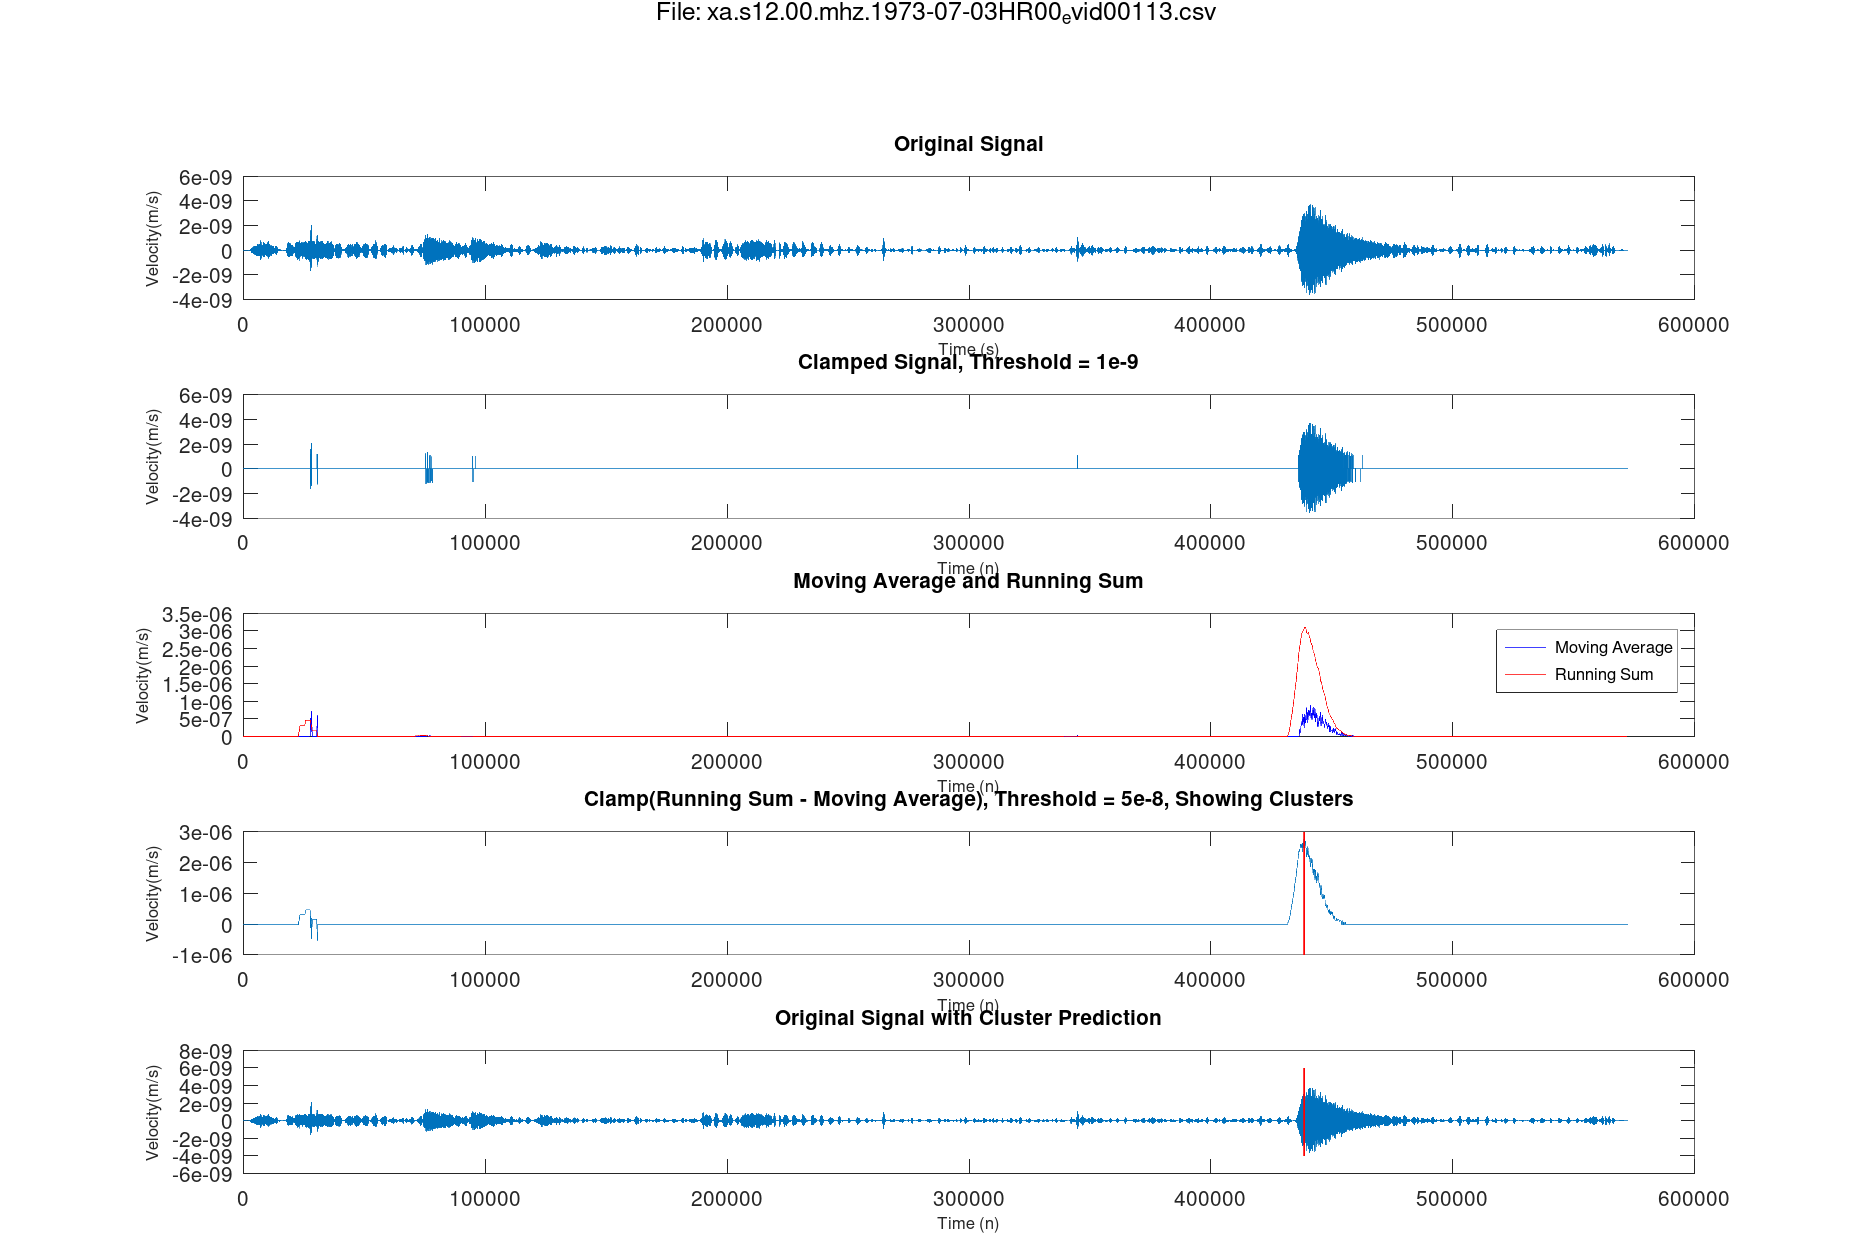 File: xa.s12.00.mhz.1973-07-03HR00evid00113.csv
Original Signal
Velocity(m/s)
6e-09
4e-09
2e-09
0
-2e-09
-4e-09
0 100000 200000 300000 400000 500000 600000
Time (s)
Clamped Signal, Threshold = 1e-9
Velocity(m/s)
6e-09
4e-09
2e-09
0
-2e-09
-4e-09
0 100000 200000 300000 400000 500000 600000
Time (n)
Moving Average and Running Sum
Velocity(m/s)
3.5e-06
3e-06
2.5e-06
2e-06
1.5e-06
1e-06
5e-07
0
Moving Average
Running Sum
0 100000 200000 300000 400000 500000 600000
Time (n)
Clamp(Running Sum - Moving Average), Threshold = 5e-8, Showing Clusters
Velocity(m/s)
3e-06
2e-06
1e-06
0
-1e-06
0 100000 200000 300000 400000 500000 600000
Time (n)
Original Signal with Cluster Prediction
Velocity(m/s)
8e-09
6e-09
4e-09
2e-09
0
-2e-09
-4e-09
-6e-09
0 100000 200000 300000 400000 500000 600000
Time (n)